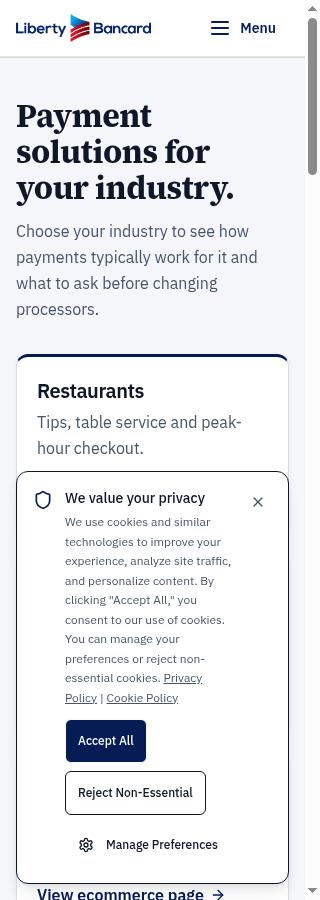 Liberty Bancard
Menu
Payment
solutions for
your industry.
Choose your industry to see how
payments typically work for it and
what to ask before changing
processors.
Restaurants
Tips, table service and peak-
hour checkout.
We value your privacy
We use cookies and similar
technologies to improve your
experience, analyze site traffic,
and personalize content. By
clicking "Accept All," you
consent to our use of cookies.
You can manage your
preferences or reject non-
essential cookies. Privacy
Policy | Cookie Policy
Accept All
Reject Non-Essential
Manage Preferences
View ecommerce page →